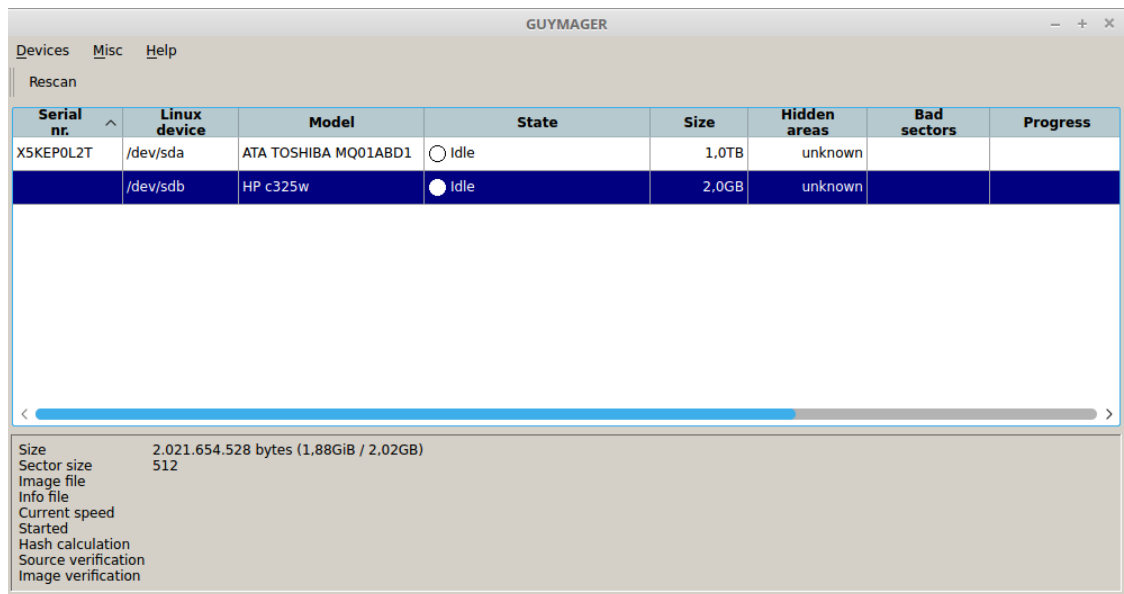 GUYMAGER
Devices Misc Help
Rescan
Serial nr. Linux device Model State Size Hidden areas Bad sectors Progress
X5KEP0L2T /dev/sda ATA TOSHIBA MQ01ABD1 Idle 1,0TB unknown
/dev/sdb HP c325w Idle 2,0GB unknown
Size 2.021.654.528 bytes (1,88GiB / 2,02GB)
Sector size 512
Image file
Info file
Current speed
Started
Hash calculation
Source verification
Image verification